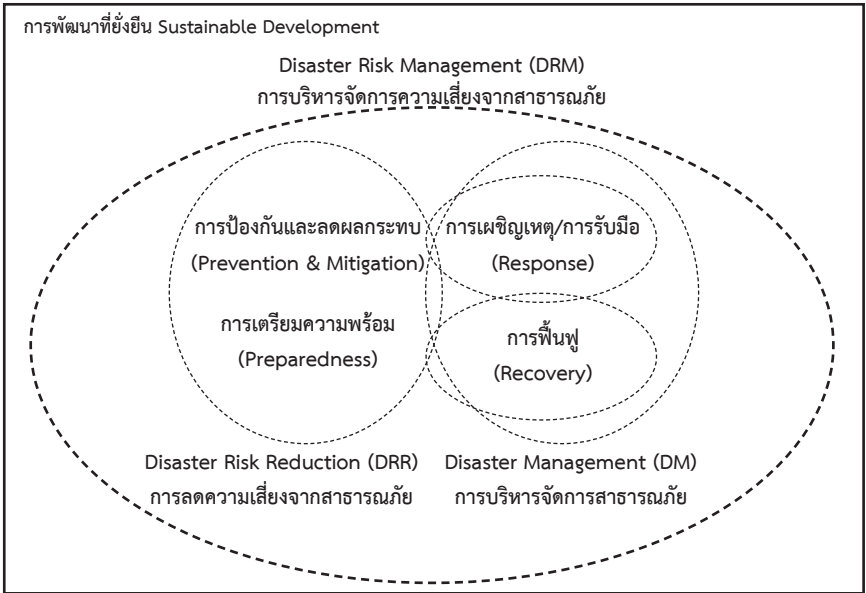 การพัฒนาที่ยั่งยืน Sustainable Development
Disaster Risk Management (DRM)
การบริหารจัดการความเสี่ยงจากสาธารณภัย
การป้องกันและลดผลกระทบ
(Prevention & Mitigation)
การเตรียมความพร้อม
(Preparedness)
การเผชิญเหตุ/การรับมือ
(Response)
การฟื้นฟู
(Recovery)
Disaster Risk Reduction (DRR)
การลดความเสี่ยงจากสาธารณภัย
Disaster Management (DM)
การบริหารจัดการสาธารณภัย